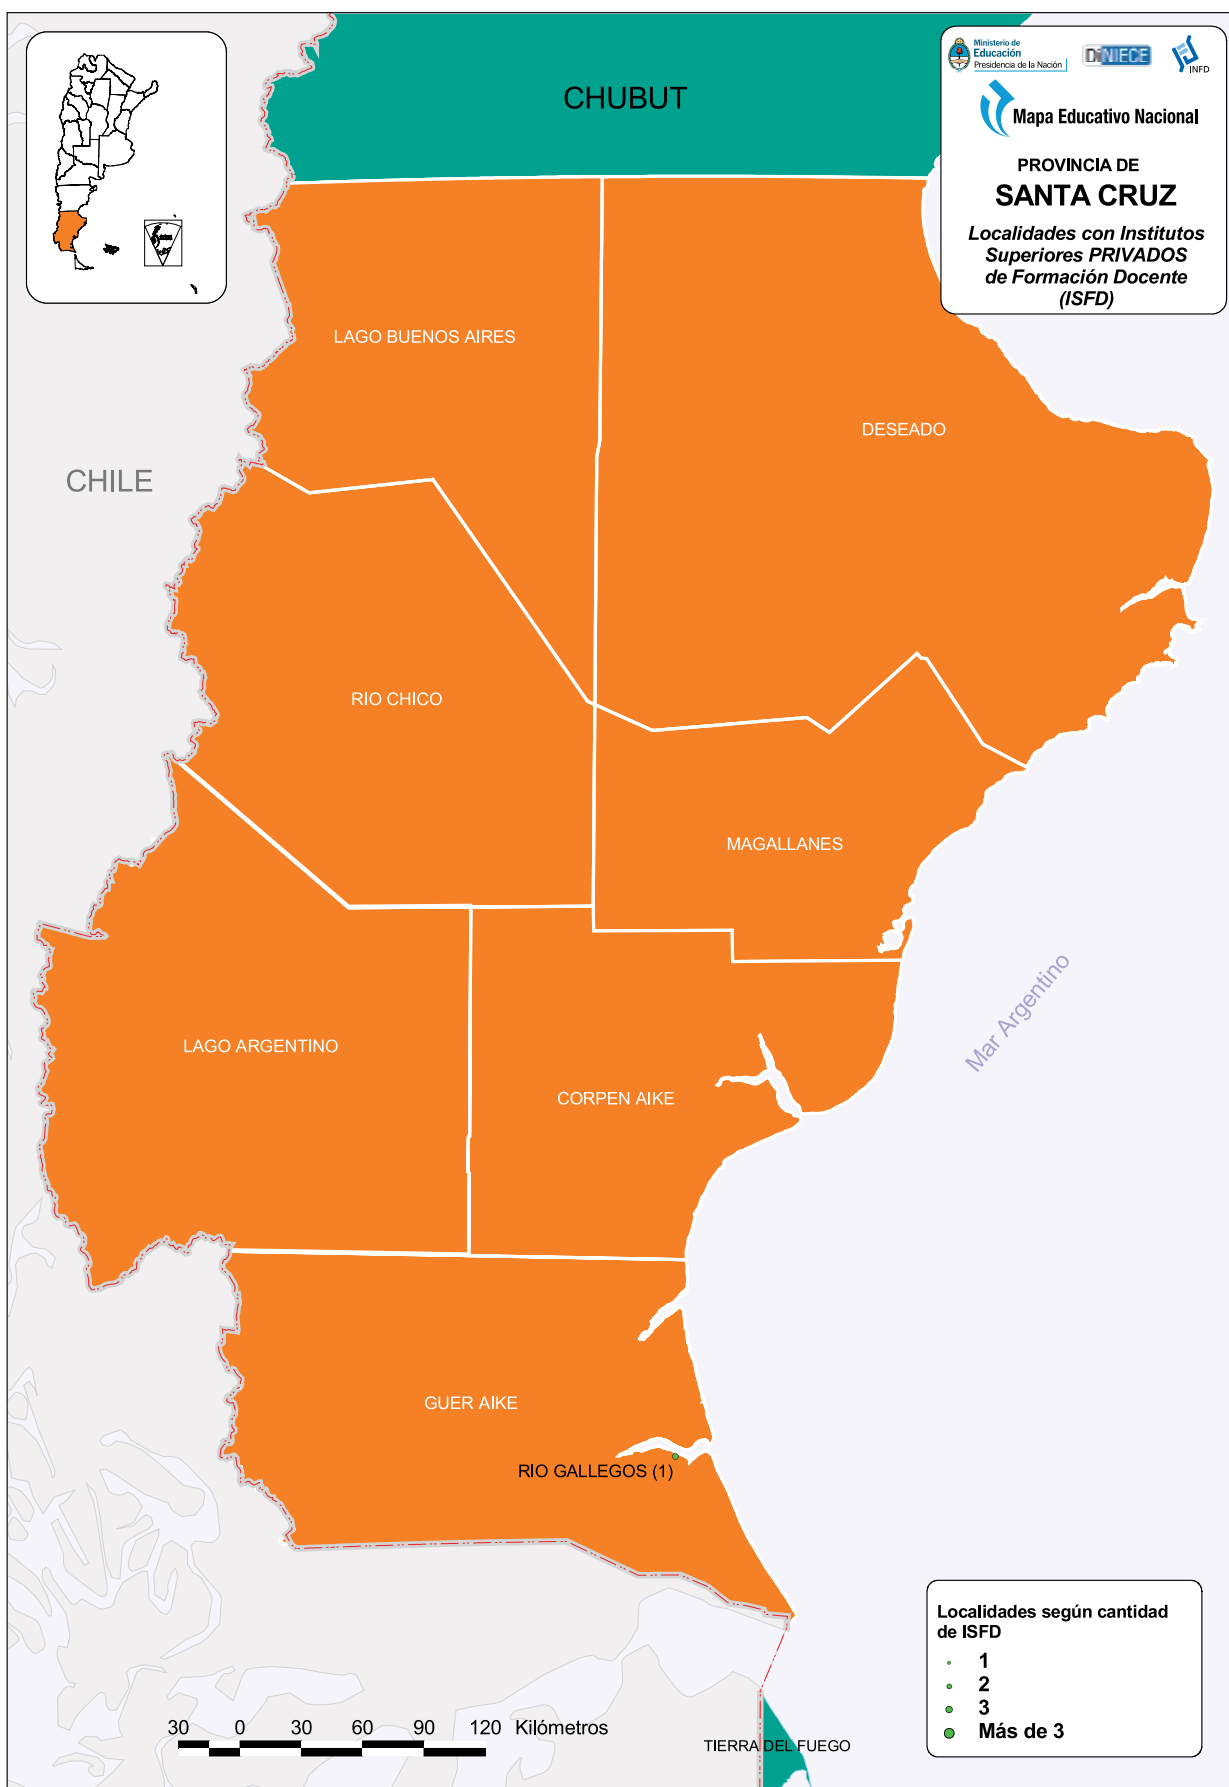 Ministerio de
Educación
Presidencia de la Nación
DiNIECE
INFD
Mapa Educativo Nacional
PROVINCIA DE
SANTA CRUZ
Localidades con Institutos
Superiores PRIVADOS
de Formación Docente
(ISFD)
CHUBUT
LAGO BUENOS AIRES
DESEADO
CHILE
RIO CHICO
MAGALLANES
Mar Argentino
LAGO ARGENTINO
CORPEN AIKE
GUER AIKE
RIO GALLEGOS (1)
Localidades según cantidad
de ISFD
1
2
3
Más de 3
30 0 30 60 90 120 Kilómetros
TIERRA DEL FUEGO